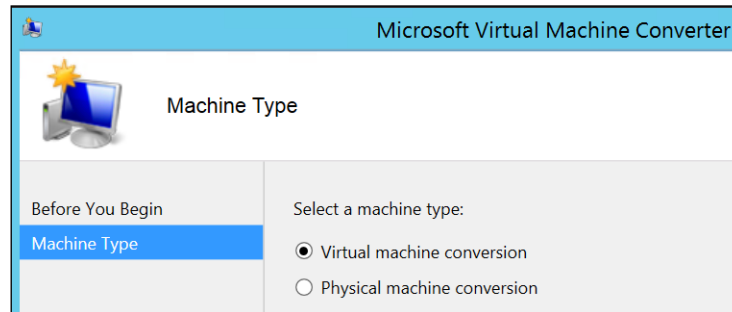 Microsoft Virtual Machine Converter
Machine Type
Before You Begin
Machine Type
Select a machine type:
Virtual machine conversion
Physical machine conversion